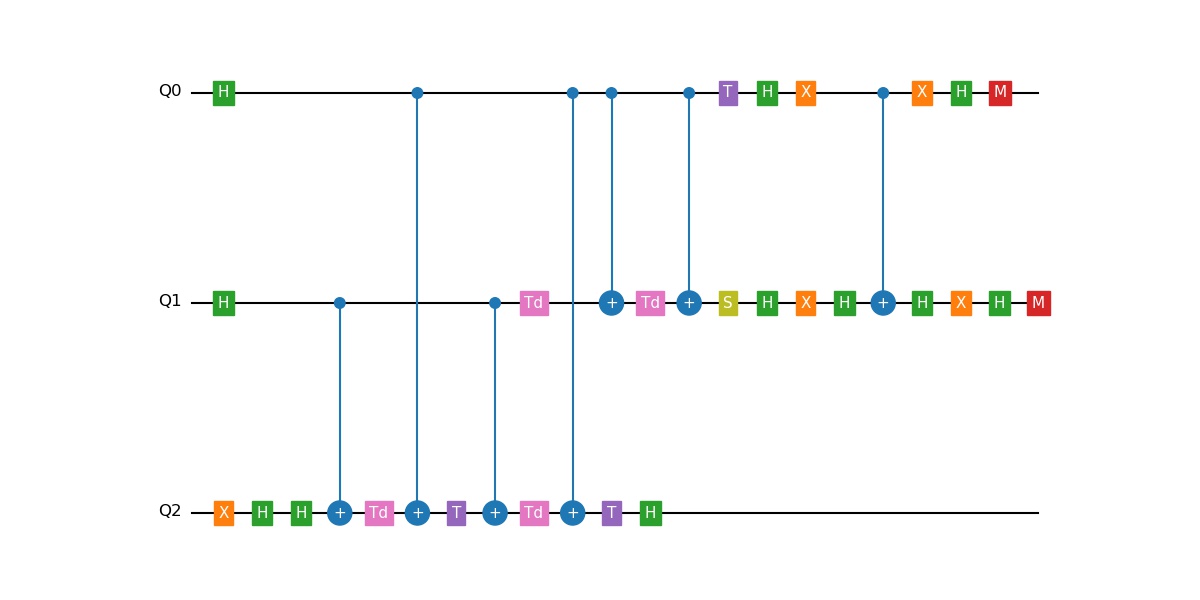 Q0 H T H X X H M
Q1 H Td + Td + S H X H + H X H M
Q2 X H H + Td + T + Td + T H